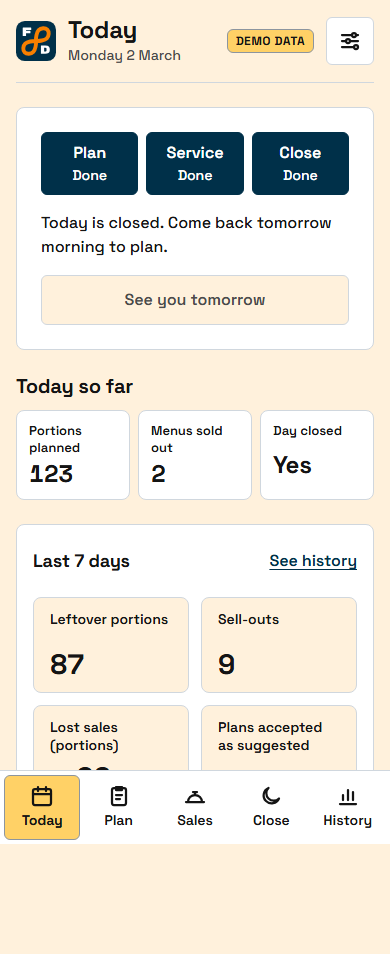 F
D
Today
Monday 2 March
DEMO DATA
Plan
Done
Service
Done
Close
Done
Today is closed. Come back tomorrow
morning to plan.
See you tomorrow
Today so far
Portions
planned
123
Menus sold
out
2
Day closed
Yes
Last 7 days
See history
Leftover portions
87
Sell-outs
9
Lost sales
(portions)
Plans accepted
as suggested
Today
Plan
Sales
Close
History